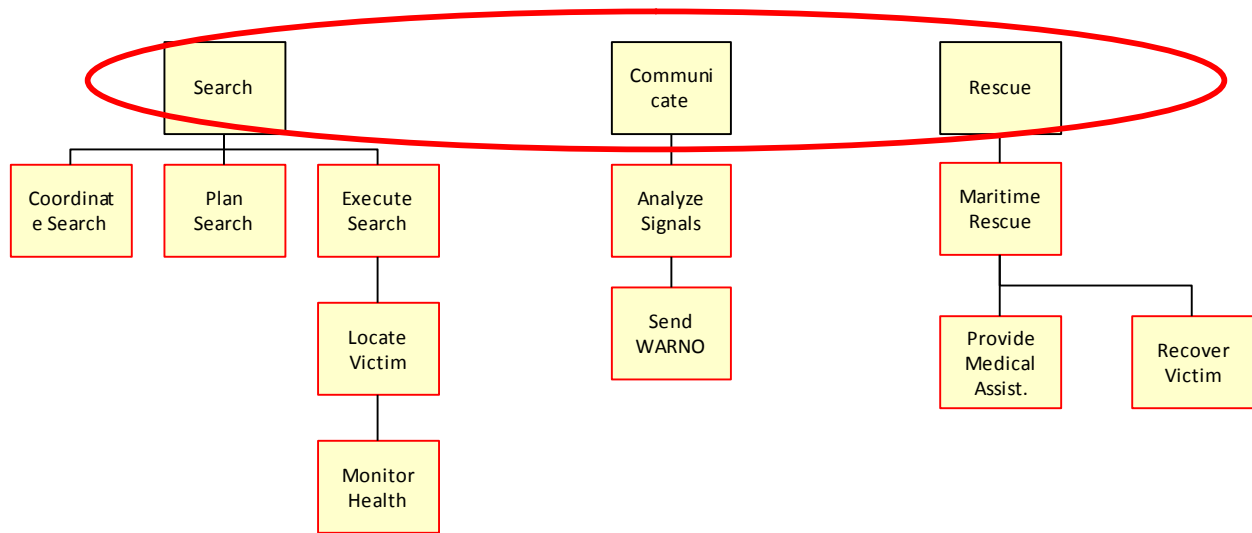 Search
Communi
cate
Rescue
Coordinat
e Search
Plan
Search
Execute
Search
Analyze
Signals
Maritime
Rescue
Locate
Victim
Send
WARNO
Provide
Medical
Assist.
Recover
Victim
Monitor
Health